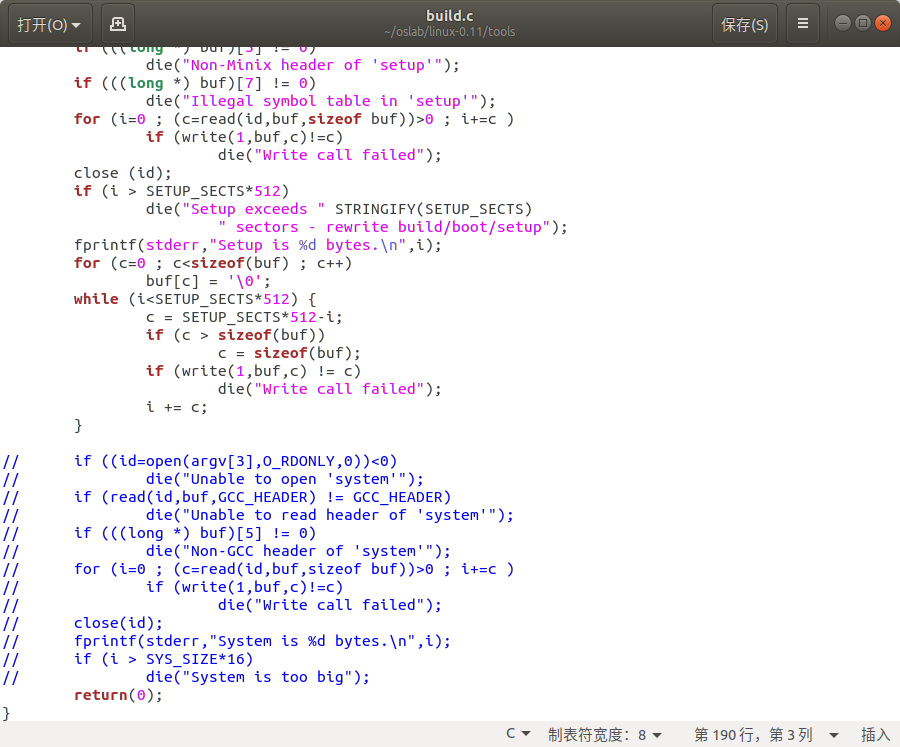 打开(O)
build.c
~/oslab/linux-0.11/tools
保存(S)
if (((long *) buf)[5] != 0)
die("Non-Minix header of 'setup'");
if (((long *) buf)[7] != 0)
die("Illegal symbol table in 'setup'");
for (i=0 ; (c=read(id,buf,sizeof buf))>0 ; i+=c )
if (write(1,buf,c)!=c)
die("Write call failed");
close (id);
if (i > SETUP_SECTS*512)
die("Setup exceeds " STRINGIFY(SETUP_SECTS)
" sectors - rewrite build/boot/setup");
fprintf(stderr,"Setup is %d bytes.\n",i);
for (c=0 ; c<sizeof(buf) ; c++)
buf[c] = '\0';
while (i<SETUP_SECTS*512) {
c = SETUP_SECTS*512-i;
if (c > sizeof(buf))
c = sizeof(buf);
if (write(1,buf,c) != c)
die("Write call failed");
i += c;
}
// if ((id=open(argv[3],O_RDONLY,0))<0)
// die("Unable to open 'system'");
// if (read(id,buf,GCC_HEADER) != GCC_HEADER)
// die("Unable to read header of 'system'");
// if (((long *) buf)[5] != 0)
// die("Non-GCC header of 'system'");
// for (i=0 ; (c=read(id,buf,sizeof buf))>0 ; i+=c )
// if (write(1,buf,c)!=c)
// die("Write call failed");
// close(id);
// fprintf(stderr,"System is %d bytes.\n",i);
// if (i > SYS_SIZE*16)
// die("System is too big");
return(0);
}
C 制表符宽度: 8 第 190 行, 第 3 列 插入